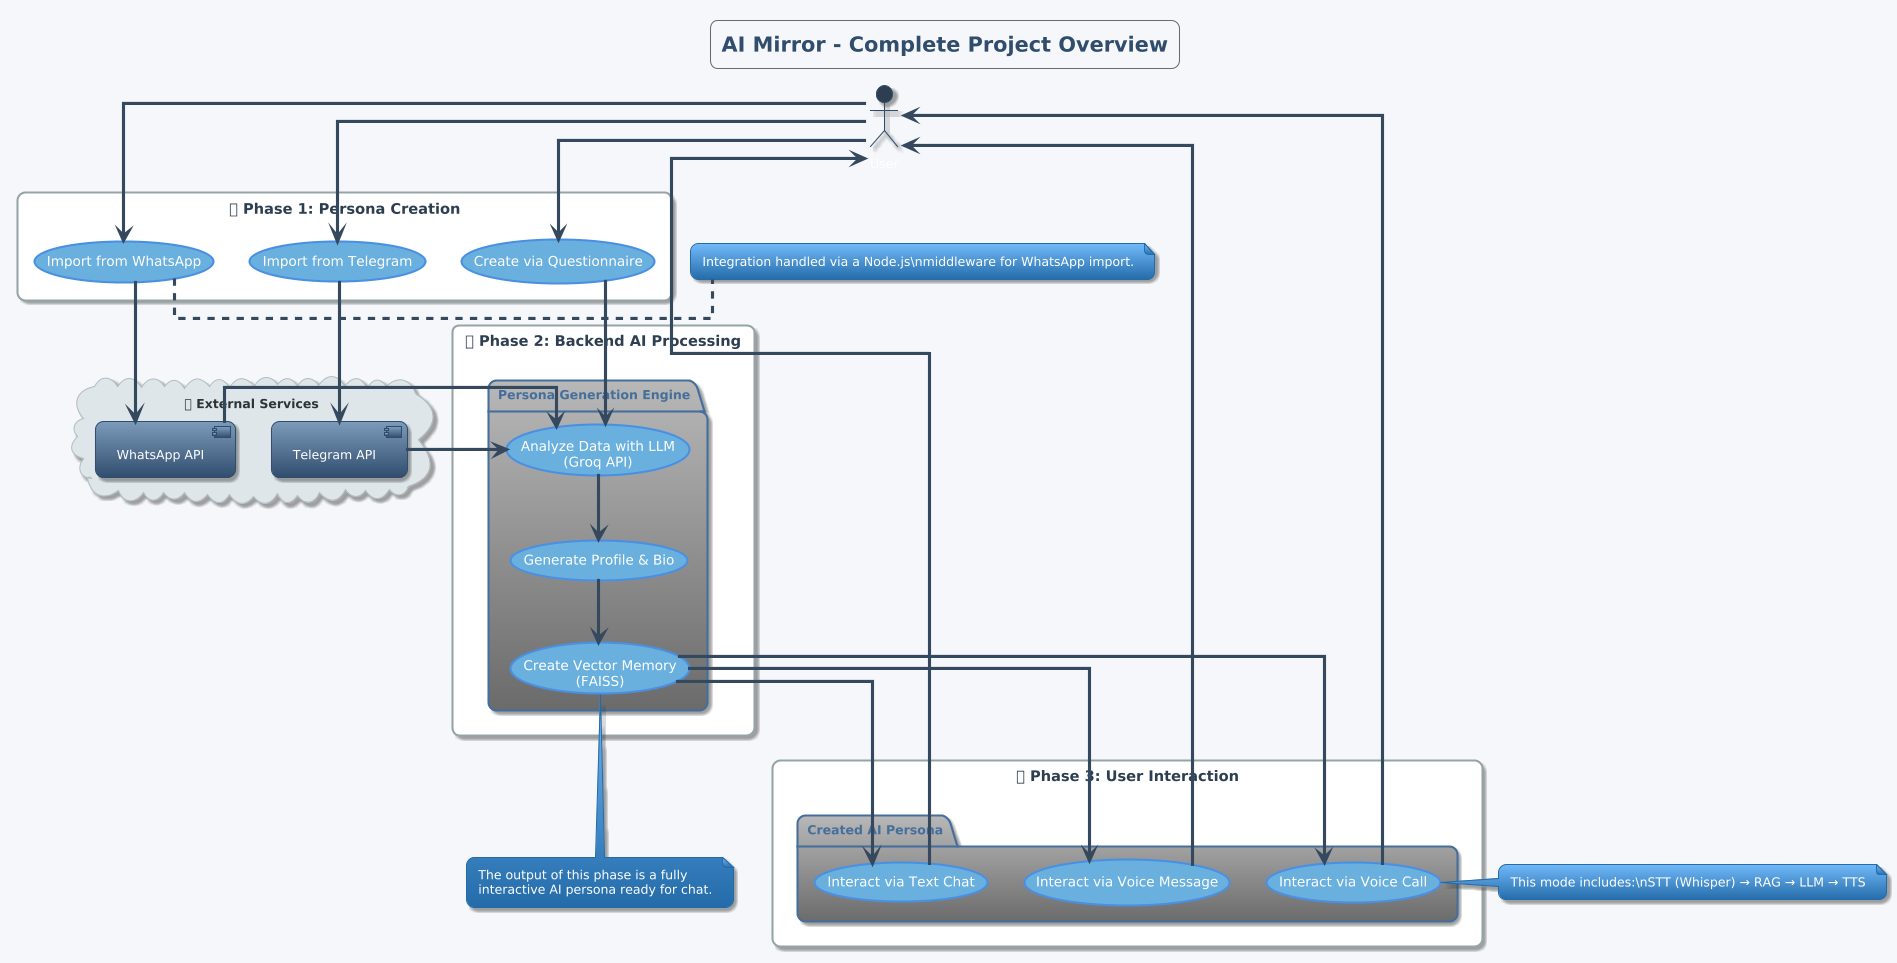 AI Mirror - Complete Project Overview
User
Phase 1: Persona Creation
Import from WhatsApp
Import from Telegram
Create via Questionnaire
Integration handled via a Node.js\nmiddleware for WhatsApp import.
Phase 2: Backend AI Processing
External Services
WhatsApp API
Telegram API
Persona Generation Engine
Analyze Data with LLM
(Groq API)
Generate Profile & Bio
Create Vector Memory
(FAISS)
The output of this phase is a fully
interactive AI persona ready for chat.
Phase 3: User Interaction
Created AI Persona
Interact via Text Chat
Interact via Voice Message
Interact via Voice Call
This mode includes:\nSTT (Whisper) → RAG → LLM → TTS